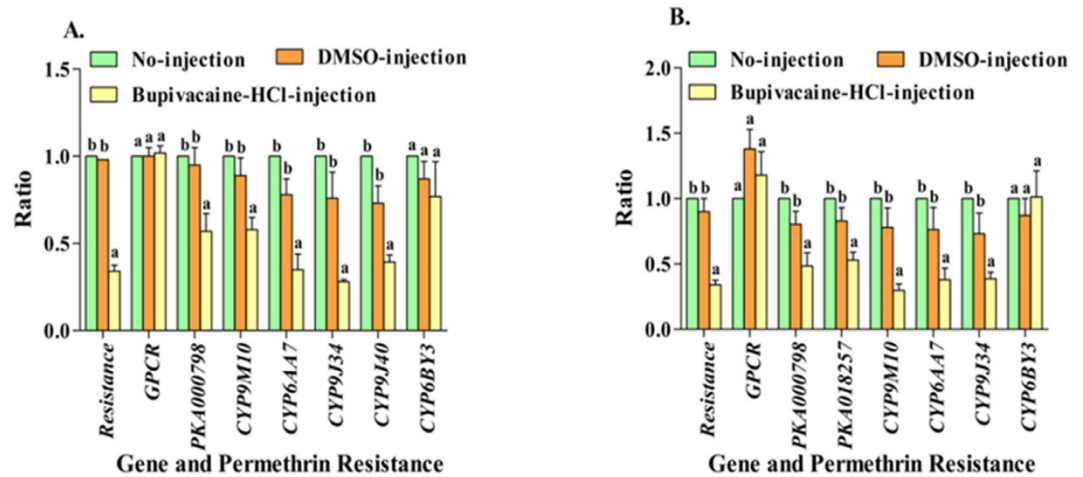 A.
No-injection
DMSO-injection
Bupivacaine-HCl-injection
1.5
1.0
0.5
0.0
Ratio
b b a
a a a
b b a
b b a
b b a
b b a
b b a
a a a
Resistance
GPCR
PKA000798
CYP9M10
CYP6AA7
CYP9J34
CYP9J40
CYP6BY3
Gene and Permethrin Resistance
B.
No-injection
DMSO-injection
Bupivacaine-HCl-injection
2.0
1.5
1.0
0.5
0.0
Ratio
b b a
a a a
b b a
b b a
b b a
b b a
b b a
a a a
Resistance
GPCR
PKA000798
PKA018257
CYP9M10
CYP6AA7
CYP9J34
CYP6BY3
Gene and Permethrin Resistance